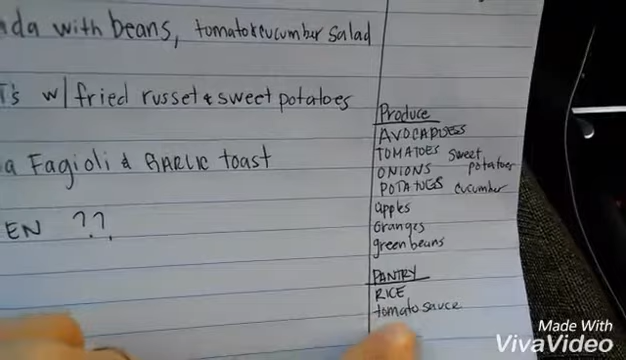 ada with beans, tomato & cucumber salad
T's w/ fried russet & sweet potatoes
a Fagioli & GARLIC toast
EN ??
Produce
AVOCADOES
TOMATOES sweet potatoes
ONIONS
POTATOES cucumber
apples
oranges
green beans
PANTRY
RICE
tomato sauce
Made With
VivaVideo